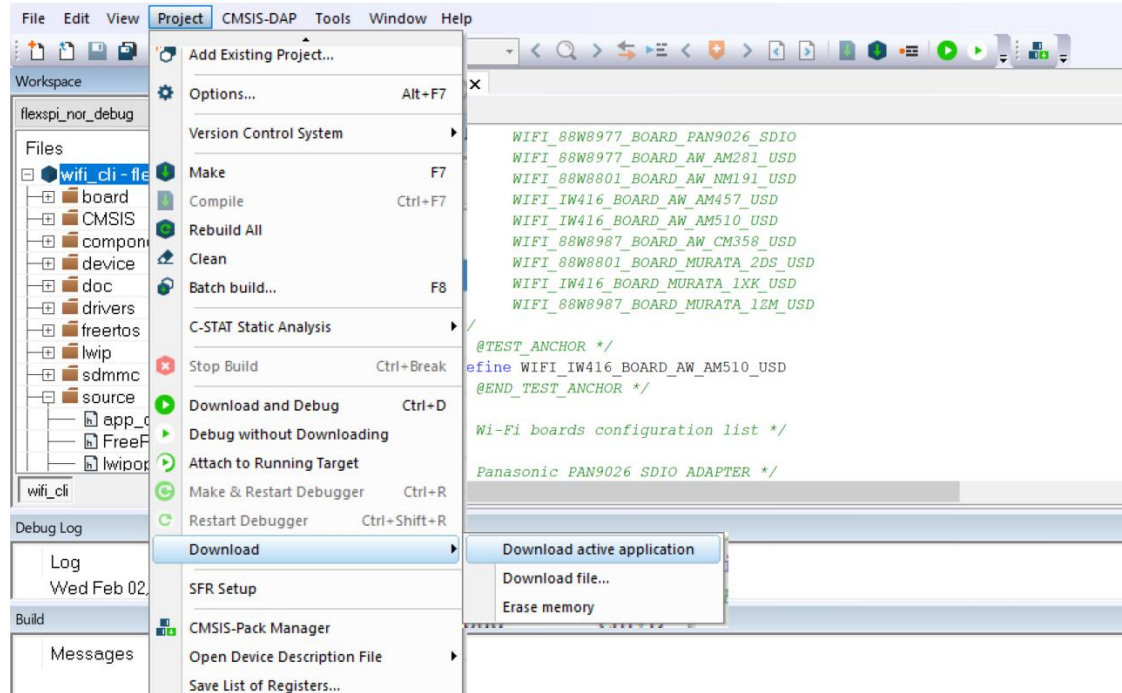 File Edit View Project CMSIS-DAP Tools Window Help
Add Existing Project...
Options... Alt+F7
Version Control System
Make F7
Compile Ctrl+F7
Rebuild All
Clean
Batch build... F8
C-STAT Static Analysis
Stop Build Ctrl+Break
Download and Debug Ctrl+D
Debug without Downloading
Attach to Running Target
Make & Restart Debugger Ctrl+R
Restart Debugger Ctrl+Shift+R
Download
SFR Setup
CMSIS-Pack Manager
Open Device Description File
Save List of Registers...
Download active application
Download file...
Erase memory
Workspace
flexspi_nor_debug
Files
wifi_cli - fle
board
CMSIS
compon
device
doc
drivers
freertos
lwip
sdmmc
source
app_c
FreeF
lwipop
wifi_cli
WIFI_88W8977_BOARD_PAN9026_SDIO
WIFI_88W8977_BOARD_AW_AM281_USD
WIFI_88W8801_BOARD_AW_NM191_USD
WIFI_IW416_BOARD_AW_AM457_USD
WIFI_IW416_BOARD_AW_AM510_USD
WIFI_88W8987_BOARD_AW_CM358_USD
WIFI_88W8801_BOARD_MURATA_2DS_USD
WIFI_IW416_BOARD_MURATA_1XK_USD
WIFI_88W8987_BOARD_MURATA_1ZM_USD
/
@TEST_ANCHOR */
efine WIFI_IW416_BOARD_AW_AM510_USD
@END_TEST_ANCHOR */
Wi-Fi boards configuration list */
Panasonic PAN9026 SDIO ADAPTER */
Debug Log
Log
Wed Feb 02,
Build
Messages